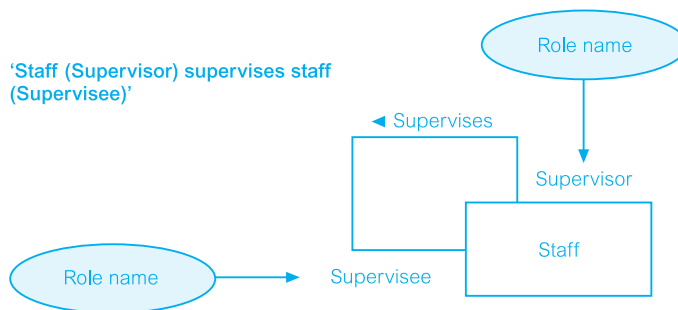 Role name
‘Staff (Supervisor) supervises staff
(Supervisee)’
◄ Supervises
Supervisor
Staff
Role name
Supervisee